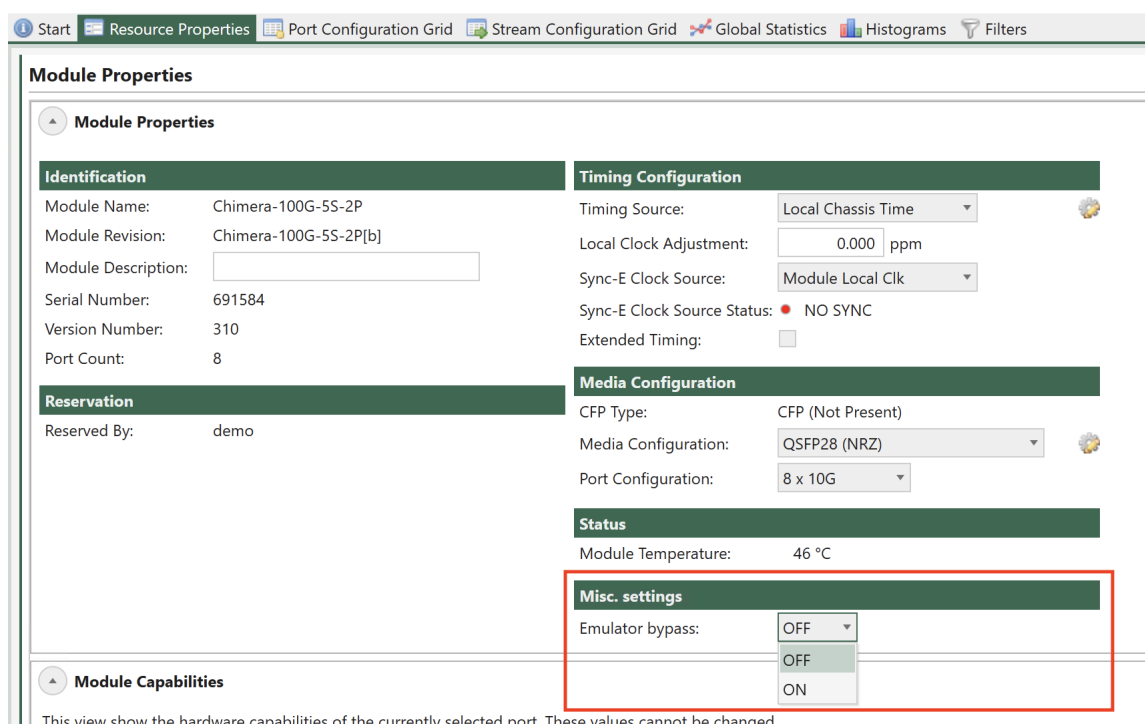 Start Resource Properties Port Configuration Grid Stream Configuration Grid Global Statistics Histograms Filters
Module Properties
Module Properties
Identification
Module Name: Chimera-100G-5S-2P
Module Revision: Chimera-100G-5S-2P[b]
Module Description:
Serial Number: 691584
Version Number: 310
Port Count: 8
Reservation
Reserved By: demo
Timing Configuration
Timing Source: Local Chassis Time
Local Clock Adjustment: 0.000 ppm
Sync-E Clock Source: Module Local Clk
Sync-E Clock Source Status: NO SYNC
Extended Timing:
Media Configuration
CFP Type: CFP (Not Present)
Media Configuration: QSFP28 (NRZ)
Port Configuration: 8 x 10G
Status
Module Temperature: 46 °C
Misc. settings
Emulator bypass: OFF
OFF
ON
Module Capabilities
This view show the hardware capabilities of the currently selected port. These values cannot be changed